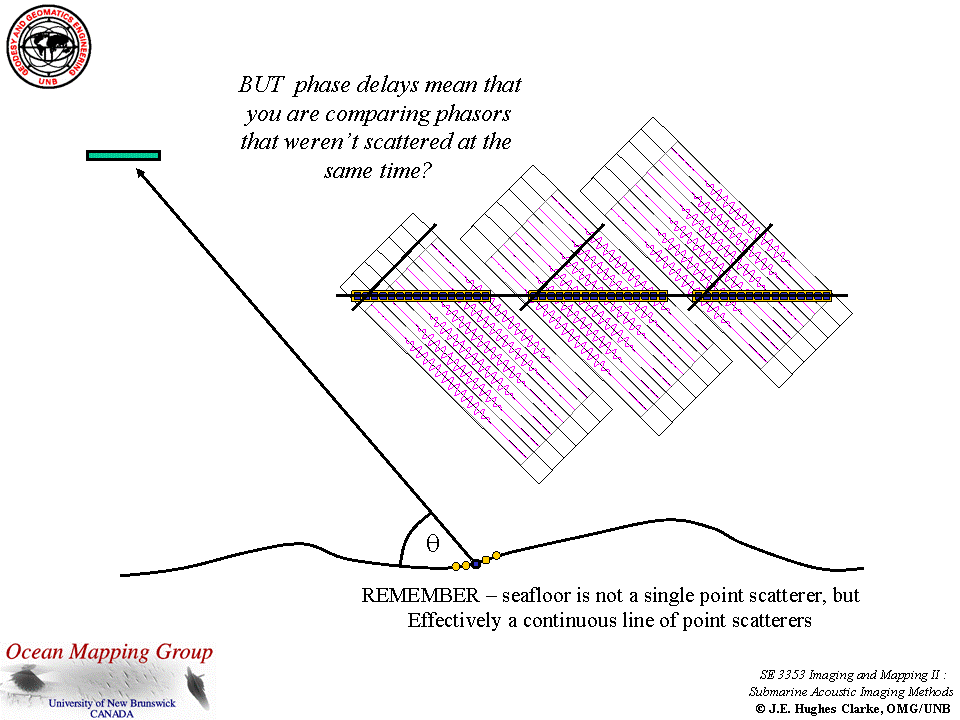 GEODESY AND GEOMATICS ENGINEERING
UNB
BUT phase delays mean that
you are comparing phasors
that weren't scattered at the
same time?
θ
REMEMBER – seafloor is not a single point scatterer, but
Effectively a continuous line of point scatterers
Ocean Mapping Group
University of New Brunswick
CANADA
SE 3353 Imaging and Mapping II :
Submarine Acoustic Imaging Methods
© J.E. Hughes Clarke, OMG/UNB